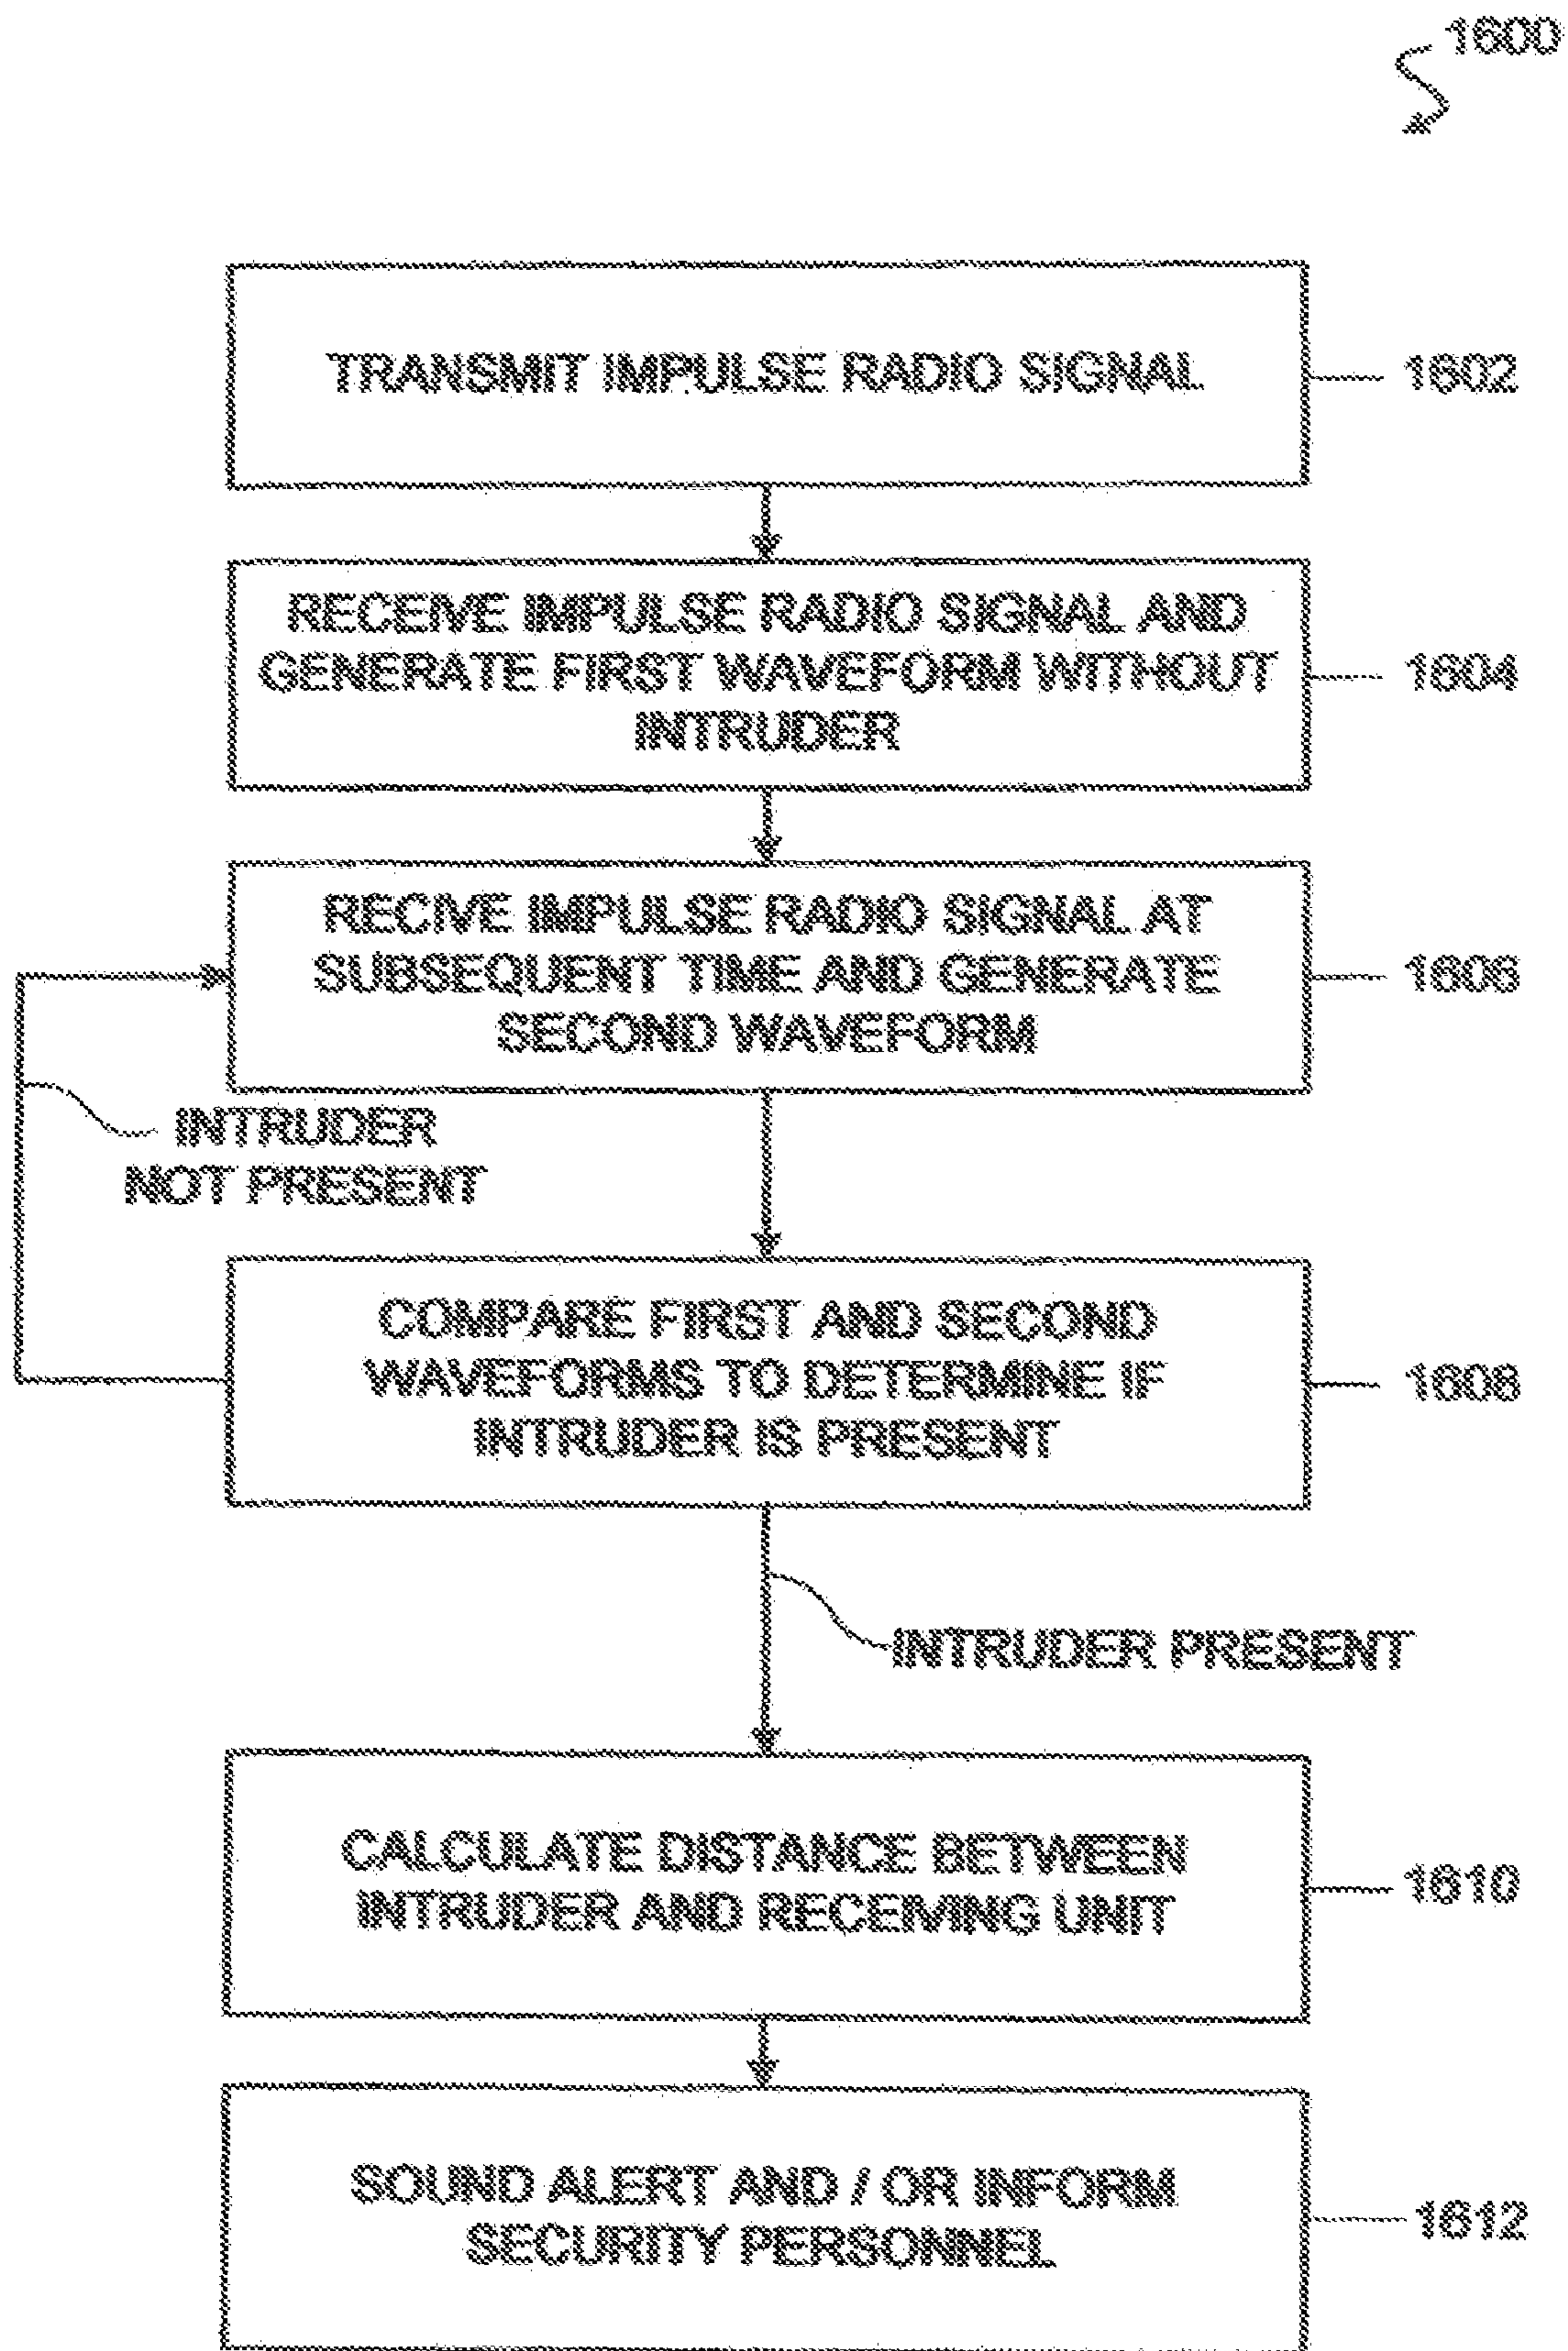 1600
TRANSMIT IMPULSE RADIO SIGNAL
1602
RECEIVE IMPULSE RADIO SIGNAL AND
GENERATE FIRST WAVEFORM WITHOUT
INTRUDER
1604
RECIVE IMPULSE RADIO SIGNAL AT
SUBSEQUENT TIME AND GENERATE
SECOND WAVEFORM
1606
INTRUDER
NOT PRESENT
COMPARE FIRST AND SECOND
WAVEFORMS TO DETERMINE IF
INTRUDER IS PRESENT
1608
INTRUDER PRESENT
CALCULATE DISTANCE BETWEEN
INTRUDER AND RECEIVING UNIT
1610
SOUND ALERT AND / OR INFORM
SECURITY PERSONNEL
1612